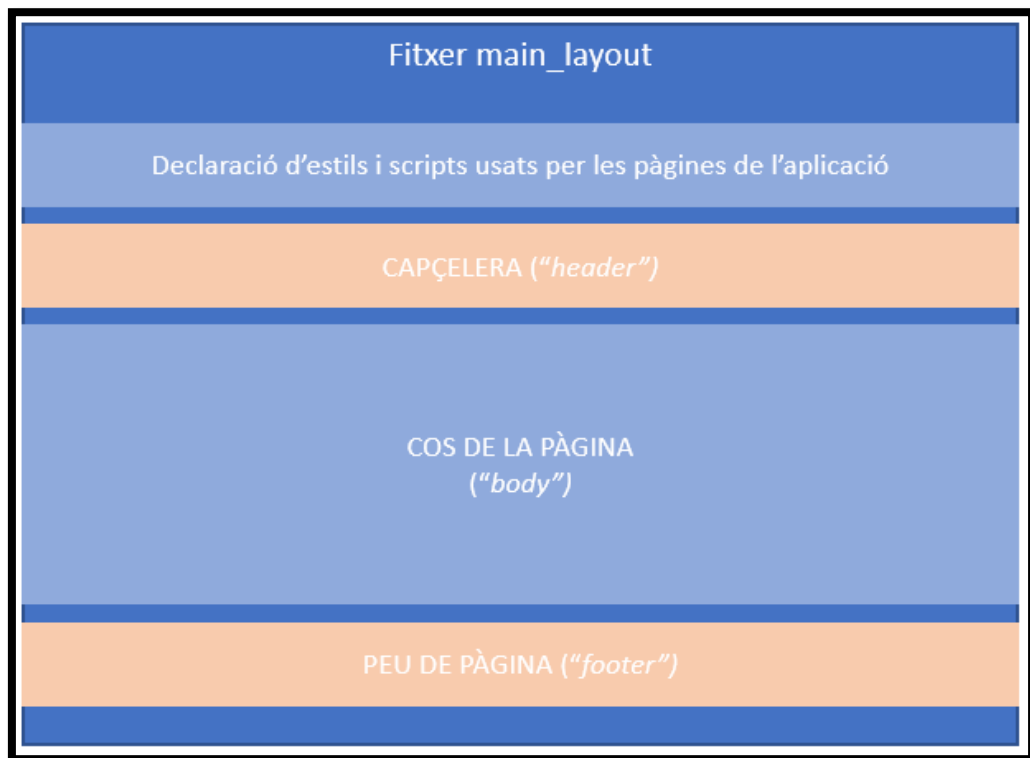 Fitxer main_layout
Declaració d’estils i scripts usats per les pàgines de l’aplicació
CAPÇELERA (“header”)
COS DE LA PÀGINA
(“body”)
PEU DE PÀGINA (“footer”)